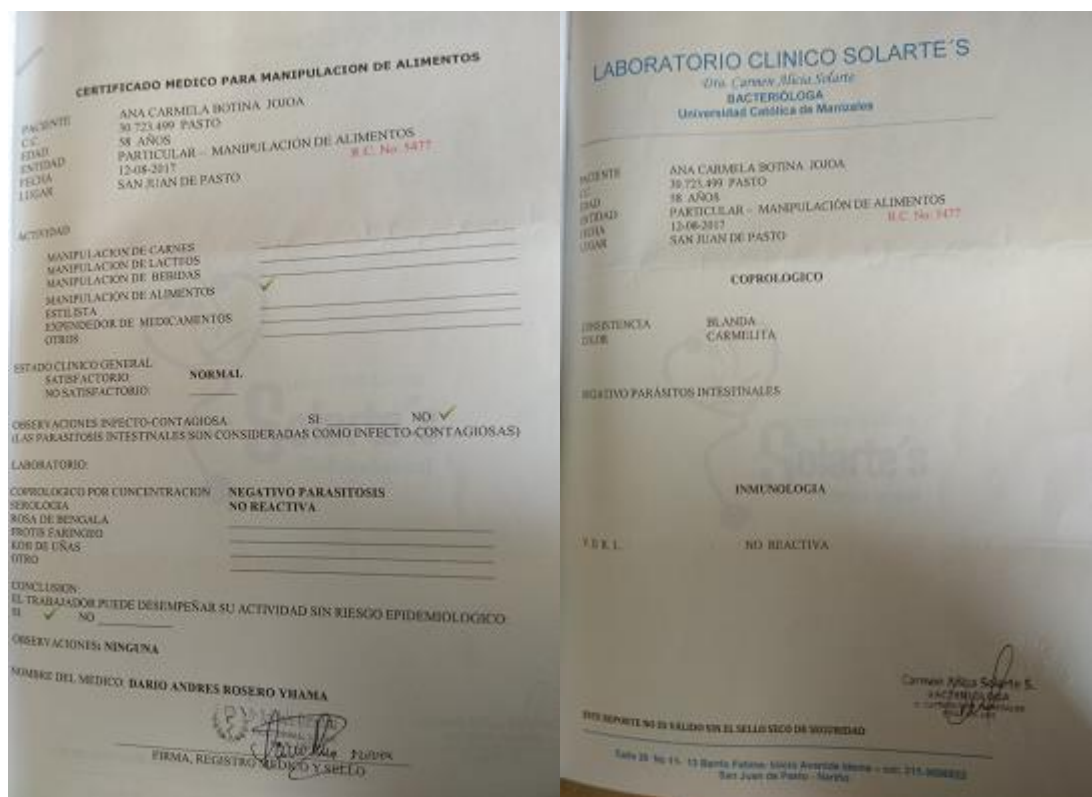 CERTIFICADO MEDICO PARA MANIPULACION DE ALIMENTOS
PACIENTE ANA CARMELA BOTINA JOJOA
C.C. 30.723.499 PASTO
EDAD 58 AÑOS
ENTIDAD PARTICULAR – MANIPULACIÓN DE ALIMENTOS
R.C. No. 5477
FECHA 12-08-2017
LUGAR SAN JUAN DE PASTO
ACTIVIDAD
MANIPULACION DE CARNES
MANIPULACION DE LACTEOS
MANIPULACION DE BEBIDAS
MANIPULACIÓN DE ALIMENTOS ✓
ESTILISTA
EXPENDEDOR DE MEDICAMENTOS
OTROS
ESTADO CLINICO GENERAL
SATISFACTORIO NORMAL
NO SATISFACTORIO:
OBSERVACIONES INFECTO-CONTAGIOSA SI NO ✓
(LAS PARASITOSIS INTESTINALES SON CONSIDERADAS COMO INFECTO-CONTAGIOSAS)
LABORATORIO:
COPROLOGICO POR CONCENTRACION NEGATIVO PARASITOSIS
SEROLOGIA NO REACTIVA
ROSA DE BENGALA
FROTIS FARINGEO
KOH DE UÑAS
OTRO
CONCLUSION:
EL TRABAJADOR PUEDE DESEMPEÑAR SU ACTIVIDAD SIN RIESGO EPIDEMIOLOGICO
SI ✓ NO
OBSERVACIONES: NINGUNA
NOMBRE DEL MEDICO: DARIO ANDRES ROSERO YHAMA
FIRMA, REGISTRO MEDICO Y SELLO
LABORATORIO CLINICO SOLARTE´S
Dra. Carmen Alicia Solarte
BACTERIÓLOGA
Universidad Católica de Manizales
PACIENTE ANA CARMELA BOTINA JOJOA
C.C. 30.723.499 PASTO
EDAD 58 AÑOS
ENTIDAD PARTICULAR – MANIPULACIÓN DE ALIMENTOS
R.C. No. 5477
FECHA 12-08-2017
LUGAR SAN JUAN DE PASTO
COPROLOGICO
CONSISTENCIA BLANDA
COLOR CARMELITA
NEGATIVO PARÁSITOS INTESTINALES
INMUNOLOGIA
V.D.R.L. : NO REACTIVA
Carmen Alicia Solarte S.
BACTERIOLOGA
ESTE REPORTE NO ES VALIDO SIN EL SELLO SECO DE SEGURIDAD
San Juan de Pasto - Nariño